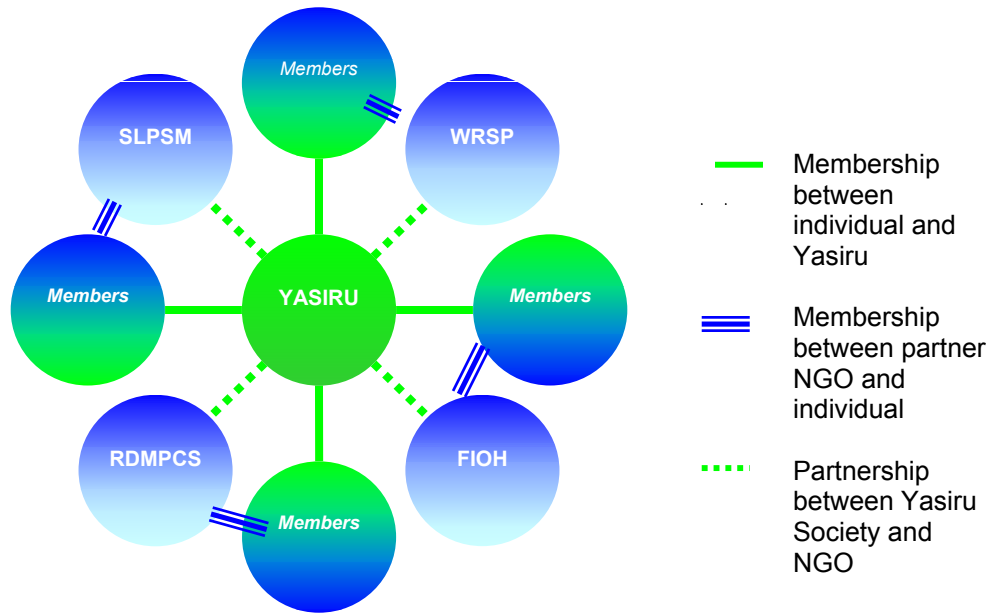 Members
SLPSM
WRSP
Members
YASIRU
Members
RDMPCS
FIOH
Members
Membership
between
individual and
Yasiru
Membership
between partner
NGO and
individual
Partnership
between Yasiru
Society and
NGO